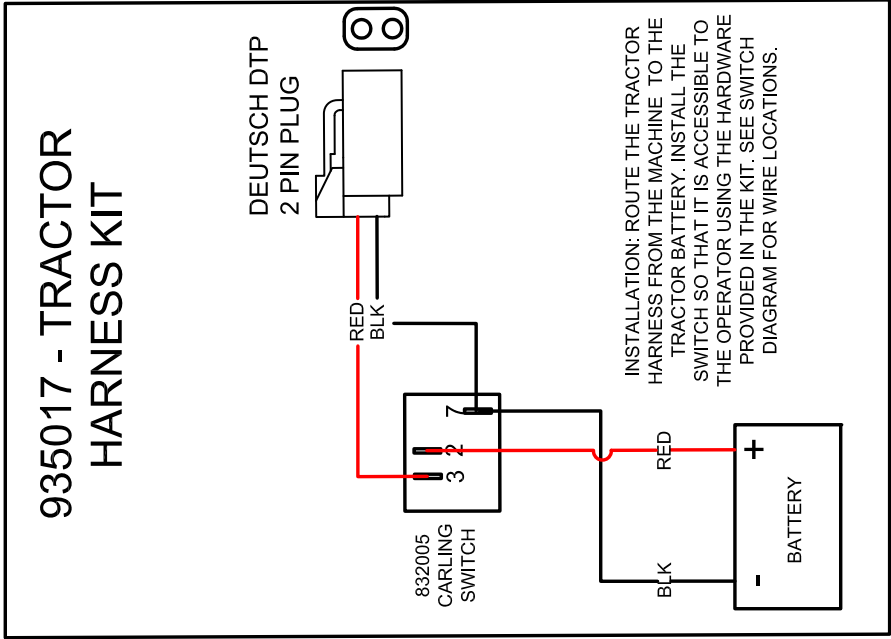 935017 - TRACTOR
HARNESS KIT
DEUTSCH DTP
2 PIN PLUG
RED
BLK
7
2
3
832005
CARLING
SWITCH
RED
BLK
+
-
BATTERY
INSTALLATION: ROUTE THE TRACTOR
HARNESS FROM THE MACHINE TO THE
TRACTOR BATTERY. INSTALL THE
SWITCH SO THAT IT IS ACCESSIBLE TO
THE OPERATOR USING THE HARDWARE
PROVIDED IN THE KIT. SEE SWITCH
DIAGRAM FOR WIRE LOCATIONS.